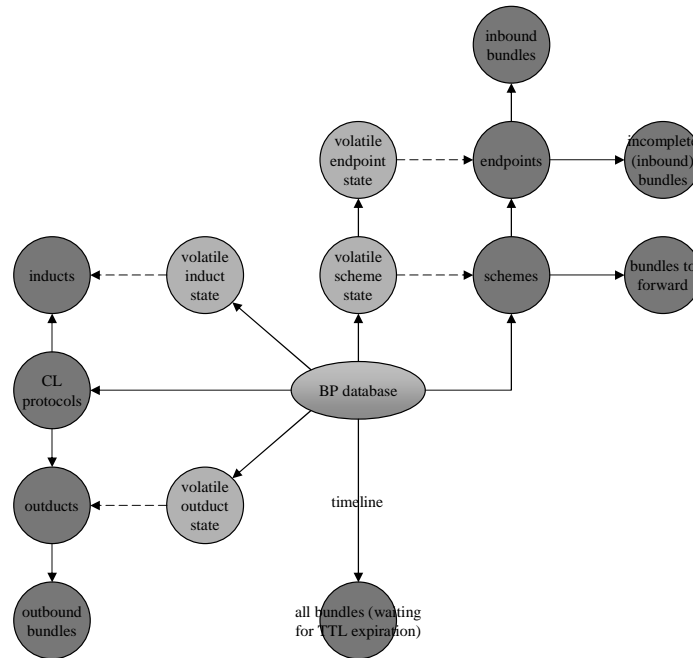 inbound
bundles
volatile
endpoint
state
endpoints
incomplete
(inbound)
bundles
inducts
volatile
induct
state
volatile
scheme
state
schemes
bundles to
forward
CL
protocols
BP database
outducts
volatile
outduct
state
timeline
outbound
bundles
all bundles (waiting
for TTL expiration)